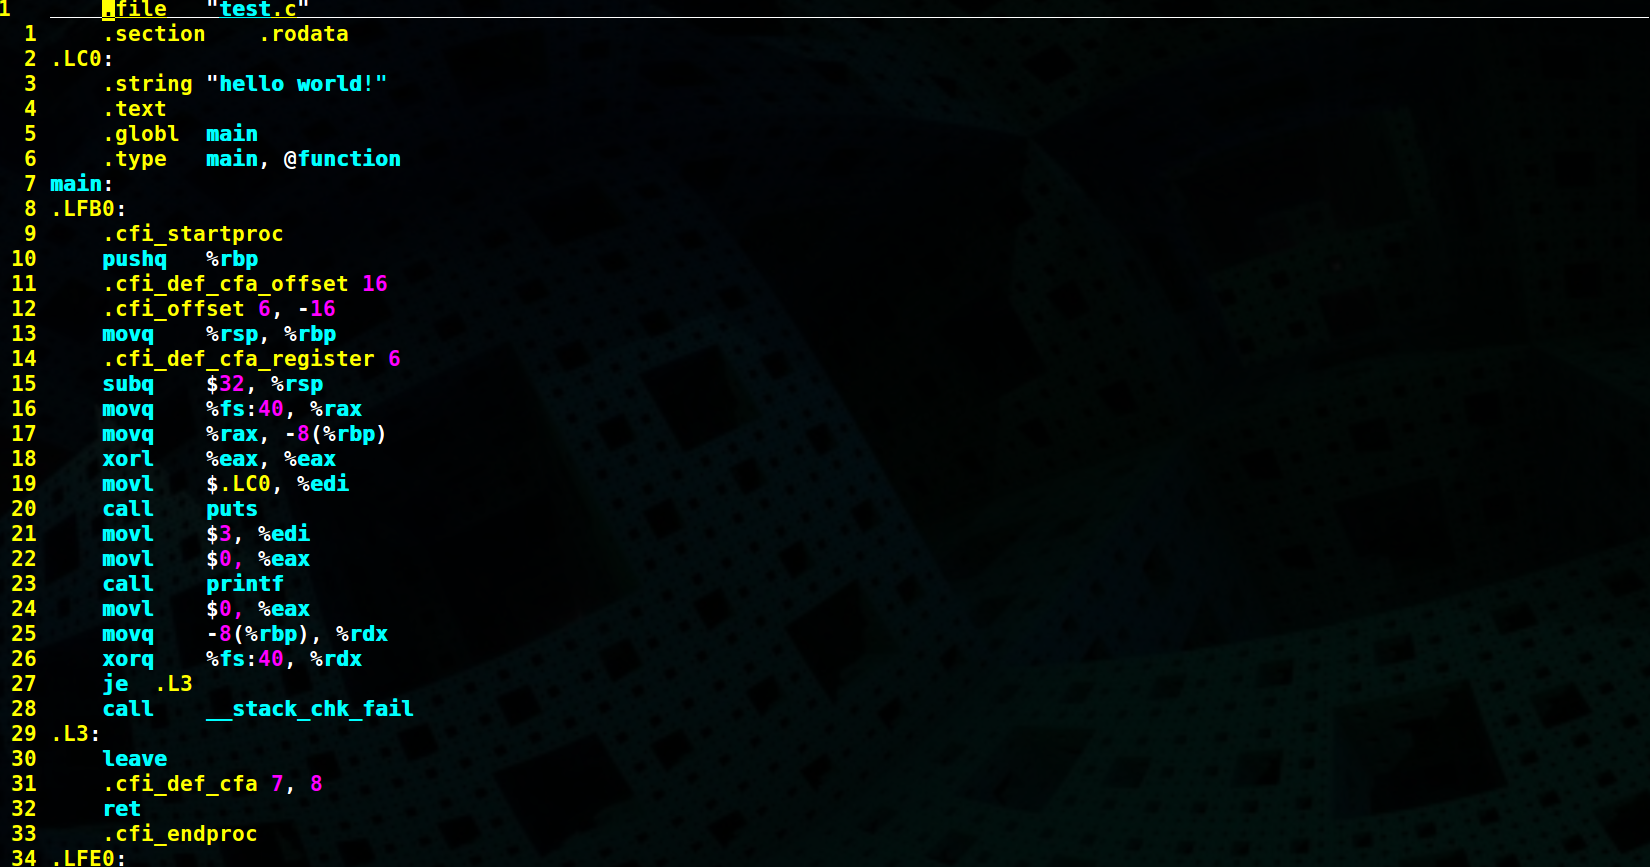 1 .file "test.c"
1 .section .rodata
2 .LC0:
3 .string "hello world!"
4 .text
5 .globl main
6 .type main, @function
7 main:
8 .LFB0:
9 .cfi_startproc
10 pushq %rbp
11 .cfi_def_cfa_offset 16
12 .cfi_offset 6, -16
13 movq %rsp, %rbp
14 .cfi_def_cfa_register 6
15 subq $32, %rsp
16 movq %fs:40, %rax
17 movq %rax, -8(%rbp)
18 xorl %eax, %eax
19 movl $.LC0, %edi
20 call puts
21 movl $3, %edi
22 movl $0, %eax
23 call printf
24 movl $0, %eax
25 movq -8(%rbp), %rdx
26 xorq %fs:40, %rdx
27 je .L3
28 call __stack_chk_fail
29 .L3:
30 leave
31 .cfi_def_cfa 7, 8
32 ret
33 .cfi_endproc
34 .LFE0: